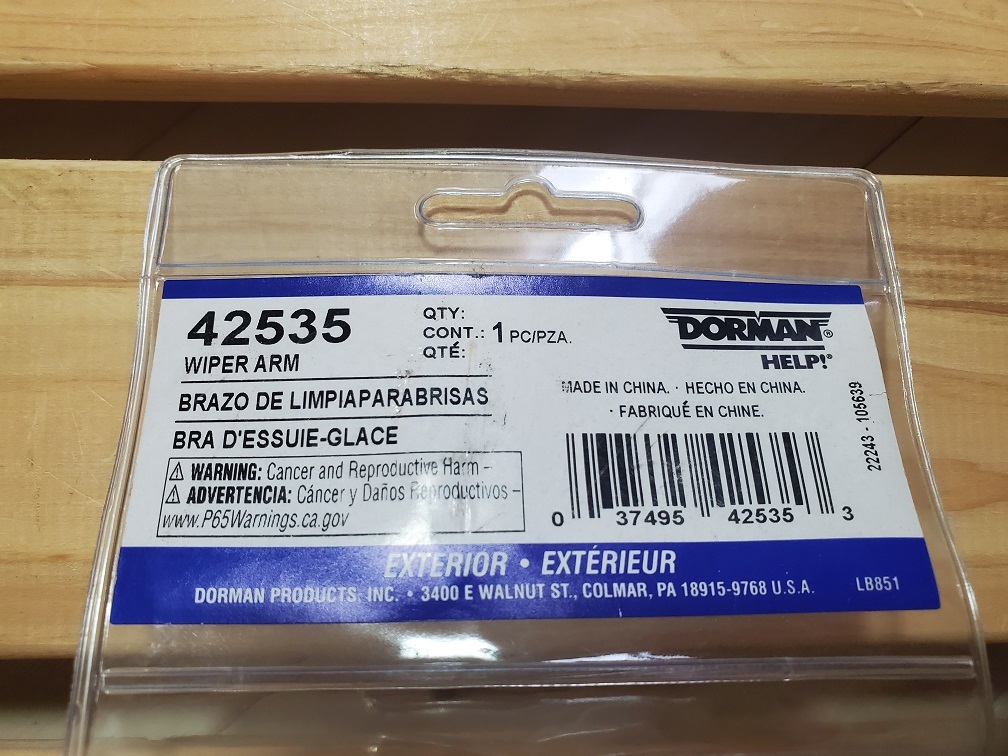 42535
WIPER ARM
BRAZO DE LIMPIAPARABRISAS
BRA D'ESSUIE-GLACE
⚠ WARNING: Cancer and Reproductive Harm –
⚠ ADVERTENCIA: Cáncer y Daños Reproductivos –
www.P65Warnings.ca.gov
QTY:
CONT.: 1 PC/PZA.
QTÉ:
DORMAN®
HELP!®
MADE IN CHINA. · HECHO EN CHINA.
· FABRIQUÉ EN CHINE.
0 37495 42535 3
22243 - 105639
EXTERIOR • EXTÉRIEUR
DORMAN PRODUCTS, INC. • 3400 E WALNUT ST., COLMAR, PA 18915-9768 U.S.A.
LB851